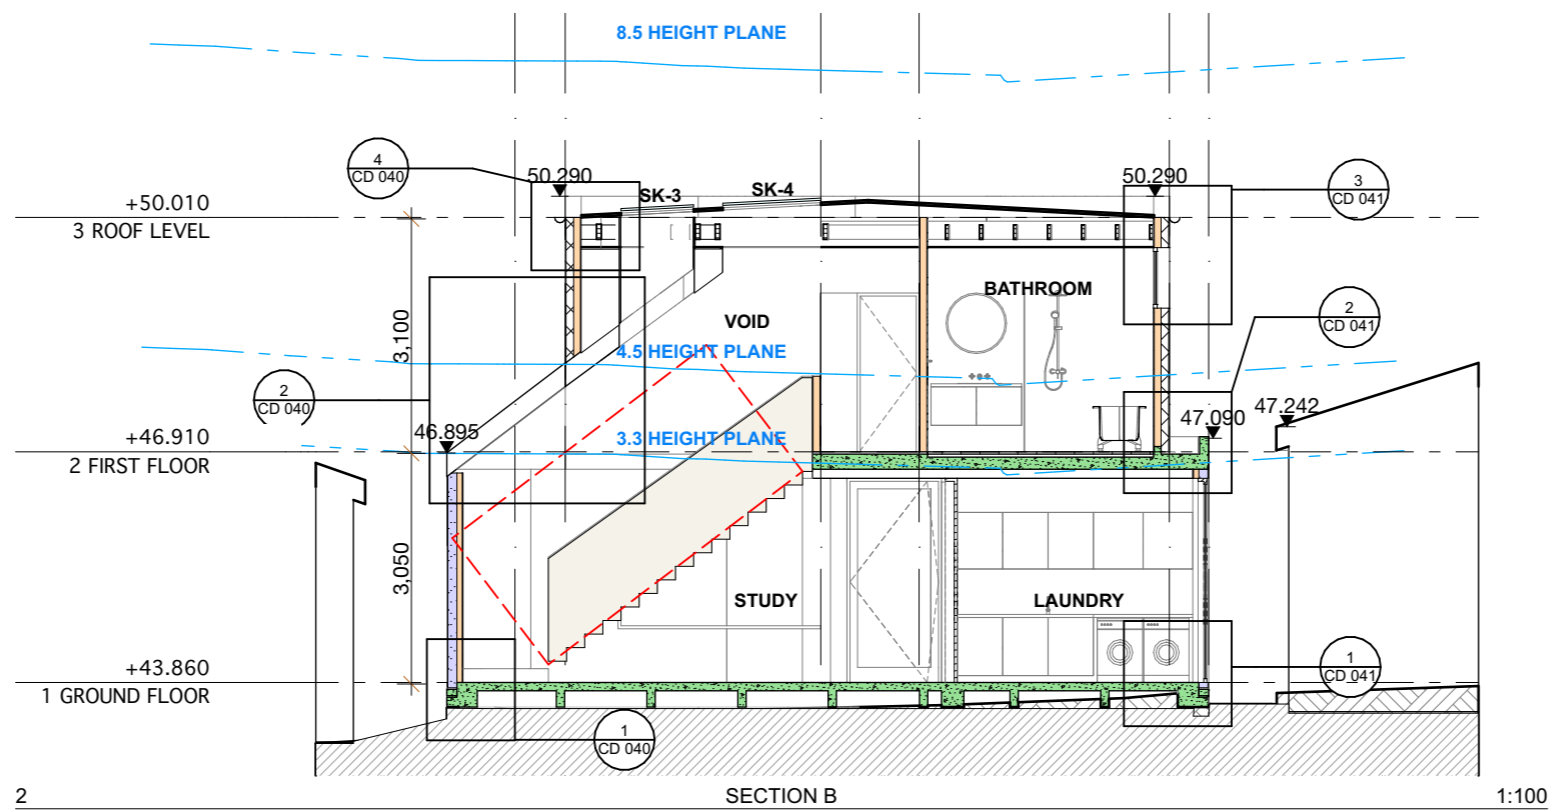 8.5 HEIGHT PLANE
4
CD 040
50.290
SK-3
SK-4
50.290
3
CD 041
+50.010
3 ROOF LEVEL
BATHROOM
VOID
2
CD 041
3,100
4.5 HEIGHT PLANE
2
CD 040
+46.910
2 FIRST FLOOR
46.895
3.3 HEIGHT PLANE
47.090
47.242
3,050
STUDY
LAUNDRY
+43.860
1 GROUND FLOOR
1
CD 041
1
CD 040
2
SECTION B
1:100